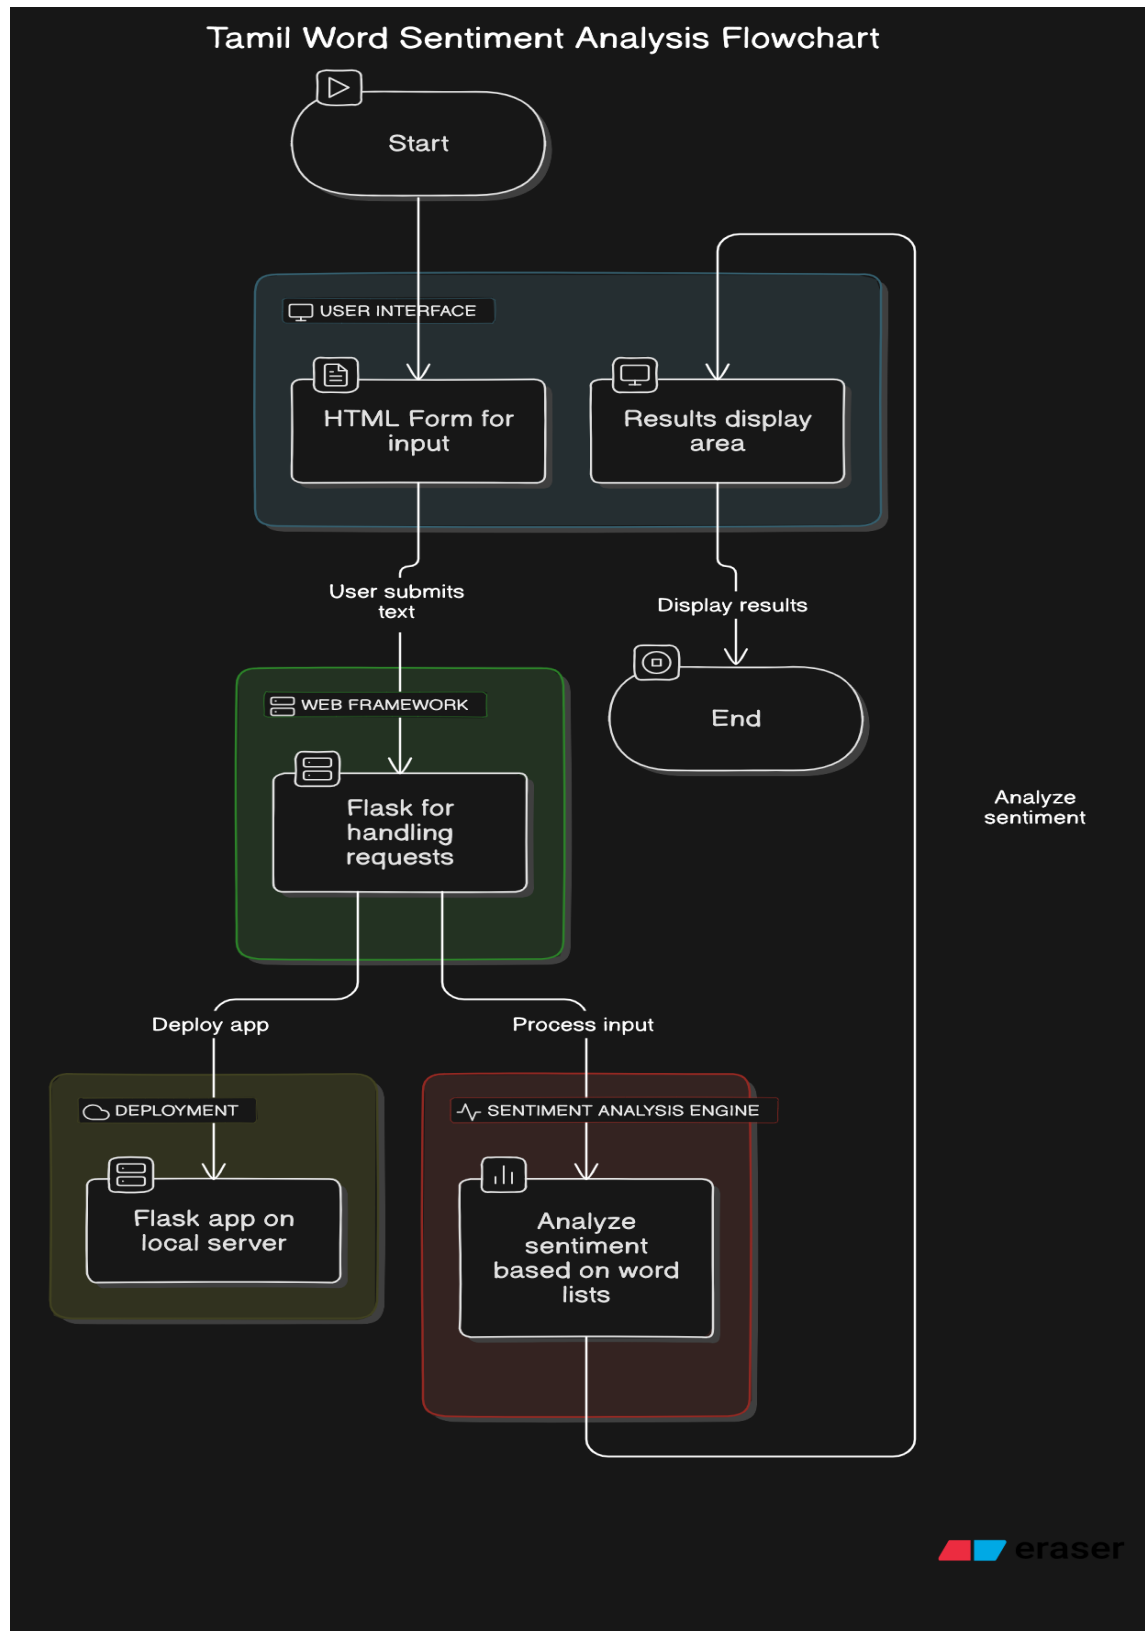 Tamil Word Sentiment Analysis Flowchart
Start
USER INTERFACE
HTML Form for
input
Results display
area
User submits
text
Display results
WEB FRAMEWORK
End
Flask for
handling
requests
Analyze
sentiment
Deploy app
Process input
DEPLOYMENT
SENTIMENT ANALYSIS ENGINE
Flask app on
local server
Analyze
sentiment
based on word
lists
eraser